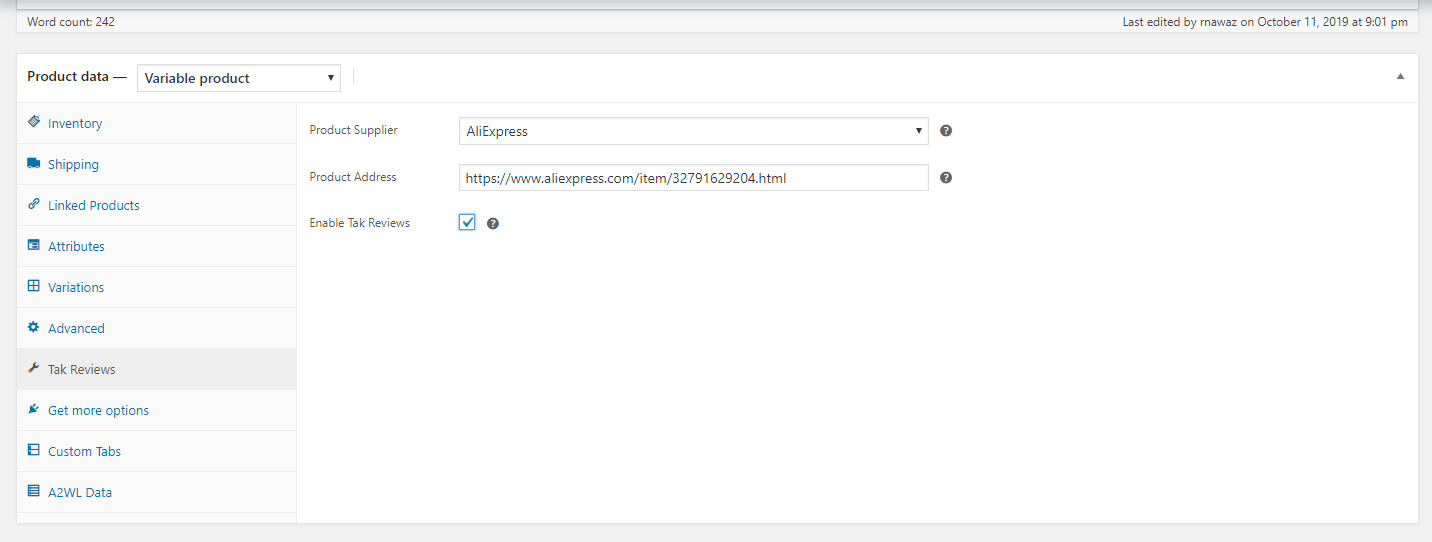 Word count: 242
Last edited by rnawaz on October 11, 2019 at 9:01 pm
Product data — Variable product
Inventory
Shipping
Linked Products
Attributes
Variations
Advanced
Tak Reviews
Get more options
Custom Tabs
A2WL Data
Product Supplier AliExpress
Product Address https://www.aliexpress.com/item/32791629204.html
Enable Tak Reviews